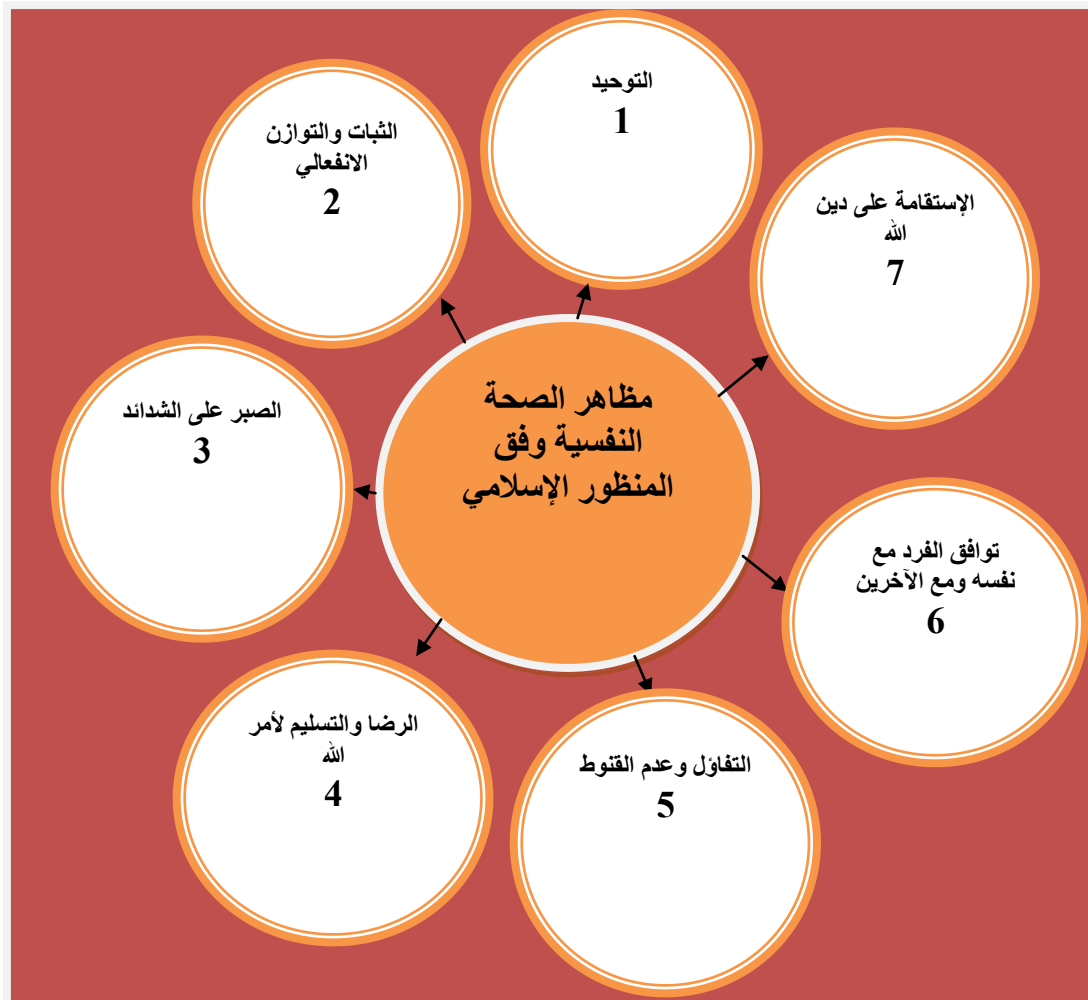 مظاهر الصحة
النفسية وفق
المنظور الإسلامي
التوحيد
1
الثبات والتوازن
الانفعالي
2
الصبر على الشدائد
3
الرضا والتسليم لأمر
الله
4
التفاؤل وعدم القنوط
5
توافق الفرد مع
نفسه ومع الآخرين
6
الإستقامة على دين
الله
7